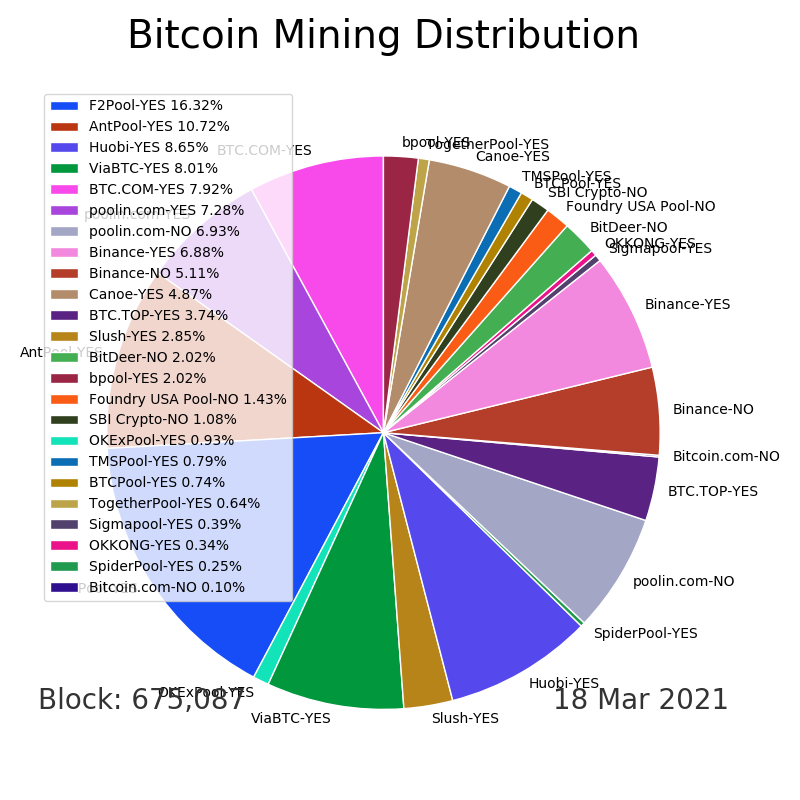 Bitcoin Mining Distribution
F2Pool-YES 16.32%
AntPool-YES 10.72%
Huobi-YES 8.65%
ViaBTC-YES 8.01%
BTC.COM-YES 7.92%
poolin.com-YES 7.28%
poolin.com-NO 6.93%
Binance-YES 6.88%
Binance-NO 5.11%
Canoe-YES 4.87%
BTC.TOP-YES 3.74%
Slush-YES 2.85%
BitDeer-NO 2.02%
bpool-YES 2.02%
Foundry USA Pool-NO 1.43%
SBI Crypto-NO 1.08%
OKExPool-YES 0.93%
TMSPool-YES 0.79%
BTCPool-YES 0.74%
TogetherPool-YES 0.64%
Sigmapool-YES 0.39%
OKKONG-YES 0.34%
SpiderPool-YES 0.25%
Bitcoin.com-NO 0.10%
bpool-YES
TogetherPool-YES
Canoe-YES
TMSPool-YES
BTCPool-YES
SBI Crypto-NO
Foundry USA Pool-NO
BitDeer-NO
OKKONG-YES
Sigmapool-YES
Binance-YES
Binance-NO
Bitcoin.com-NO
BTC.TOP-YES
poolin.com-NO
SpiderPool-YES
Huobi-YES
Slush-YES
ViaBTC-YES
OKExPool-YES
BTC.COM-YES
poolin.com-YES
AntPool-YES
Block: 675,087
18 Mar 2021